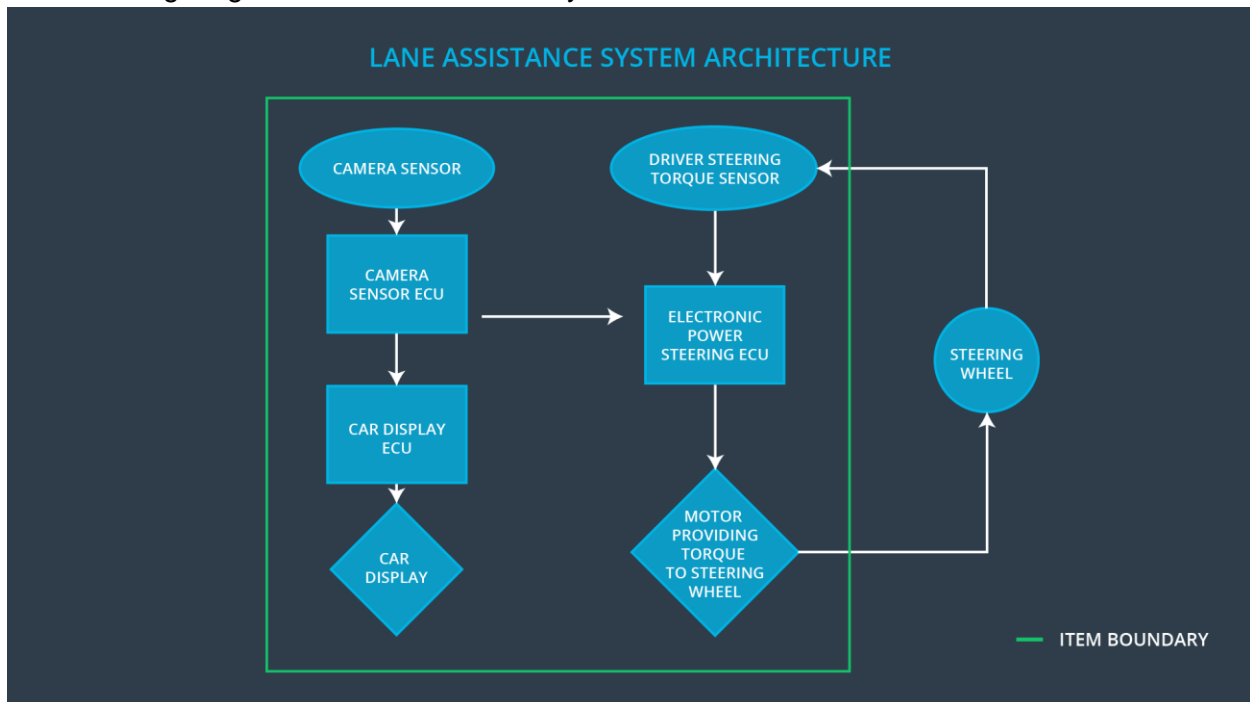 LANE ASSISTANCE SYSTEM ARCHITECTURE
CAMERA SENSOR
CAMERA
SENSOR ECU
CAR DISPLAY
ECU
CAR
DISPLAY
DRIVER STEERING
TORQUE SENSOR
ELECTRONIC
POWER
STEERING ECU
MOTOR
PROVIDING
TORQUE
TO STEERING
WHEEL
STEERING
WHEEL
ITEM BOUNDARY